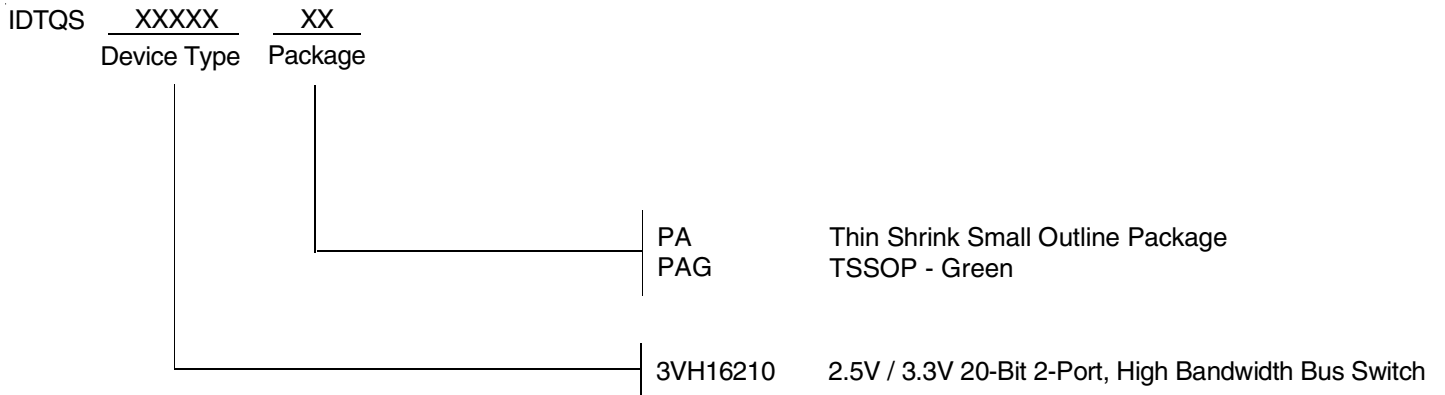 IDTQS XXXXX XX
Device Type Package
PA Thin Shrink Small Outline Package
PAG TSSOP - Green
3VH16210 2.5V / 3.3V 20-Bit 2-Port, High Bandwidth Bus Switch